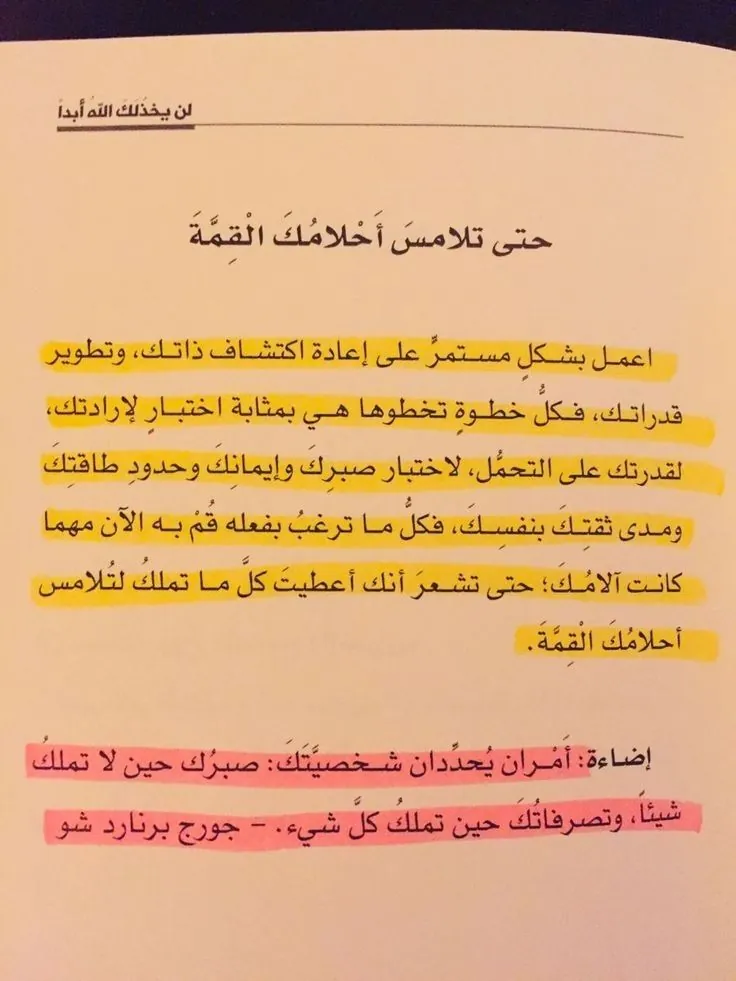 لن يخذُلَكَ اللهُ أبداً
حتى تلامسَ أَحْلامُكَ الْقِمَّةَ
اعمل بشكلٍ مستمرٍّ على إعادة اكتشاف ذاتك، وتطوير
قدراتك، فكلُّ خطوةٍ تخطوها هي بمثابة اختبارٍ لإرادتك،
لقدرتك على التحمُّل، لاختبار صبرِكَ وإيمانِكَ وحدودِ طاقتِكَ
ومدى ثقتِكَ بنفسِكَ، فكلُّ ما ترغبُ بفعله قُمْ به الآن مهما
كانت آلامُكَ؛ حتى تشعرَ أنك أعطيتَ كلَّ ما تملكُ لتُلامس
أحلامُكَ الْقِمَّةَ.
إضاءة: أَمْران يُحدِّدان شخصيَّتَكَ: صبرُك حين لا تملكُ
شيئاً، وتصرفاتُكَ حين تملكُ كلَّ شيء. – جورج برنارد شو